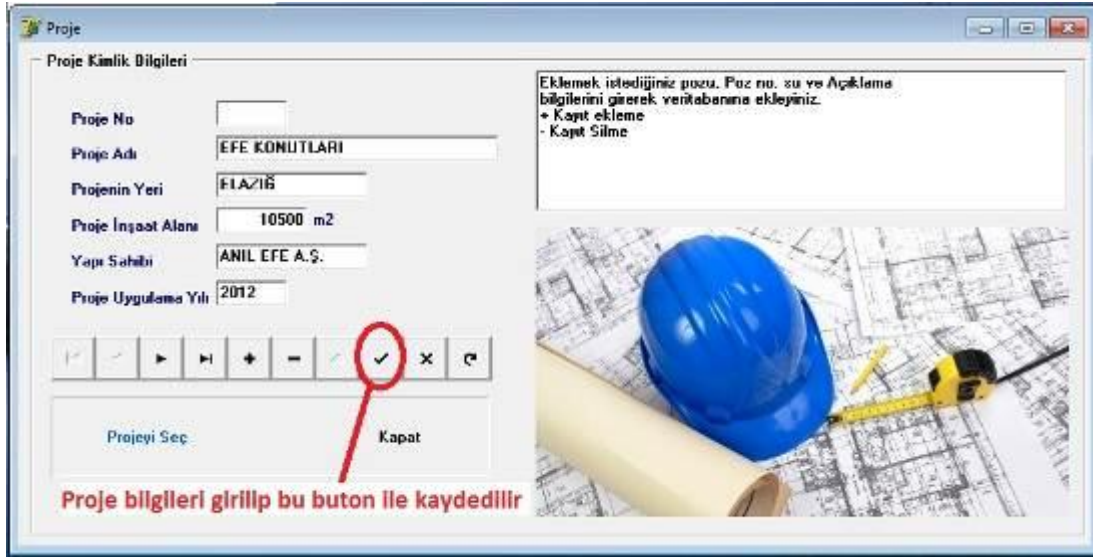 Proje
Proje Kimlik Bilgileri
Proje No
Proje Adı EFE KONUTLARI
Projenin Yeri ELAZIĞ
Proje İnşaat Alanı 10500 m2
Yapı Sahibi ANIL EFE A.Ş.
Proje Uygulama Yılı 2012
Projeyi Seç Kapat
Proje bilgileri girilip bu buton ile kaydedilir
Eklemek istediğiniz pozu, Poz no. su ve Açıklama
bilgilerini girerek veritabanına ekleyiniz.
+ Kayıt ekleme
- Kayıt Silme